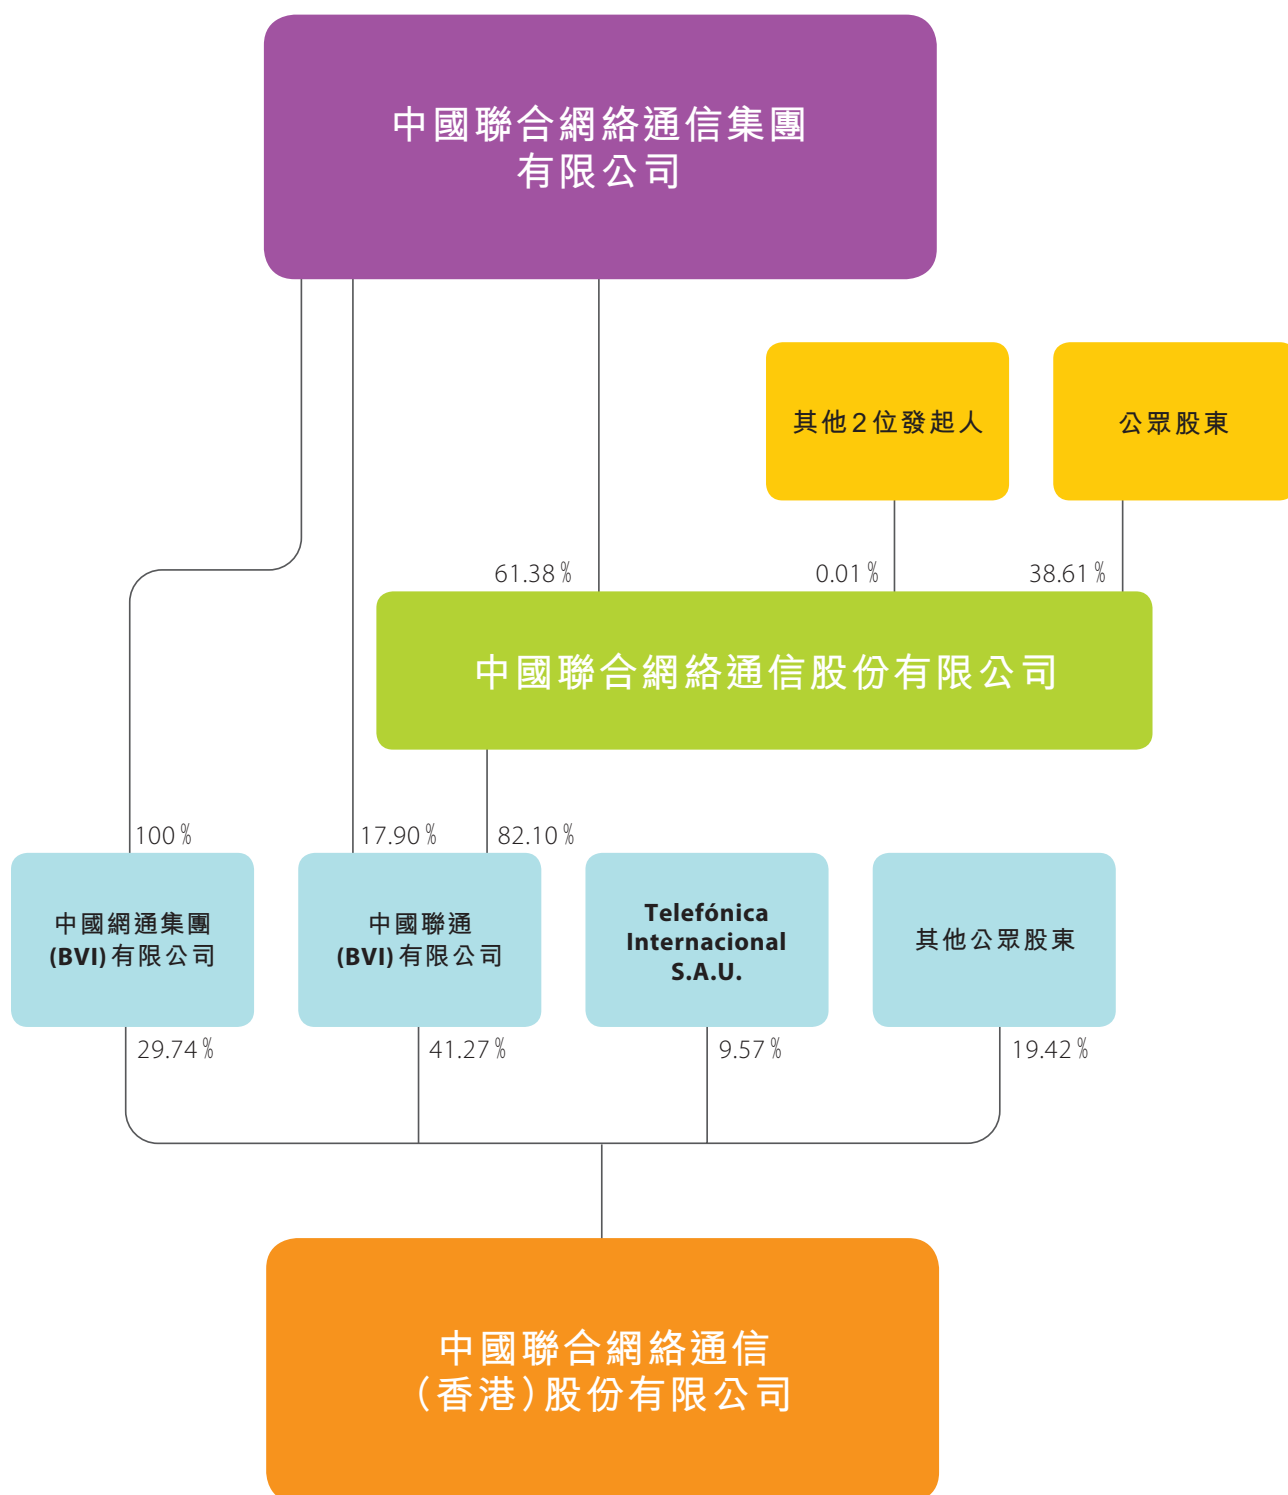 中國聯合網絡通信集團
有限公司
其他2位發起人
公眾股東
61.38%
0.01%
38.61%
中國聯合網絡通信股份有限公司
100%
17.90%
82.10%
中國網通集團
(BVI)有限公司
中國聯通
(BVI)有限公司
Telefónica
Internacional
S.A.U.
其他公眾股東
29.74%
41.27%
9.57%
19.42%
中國聯合網絡通信
(香港)股份有限公司